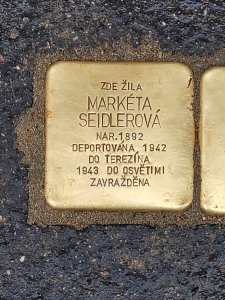 ZDE ŽILA
MARKÉTA
SEIDLEROVÁ
NAR. 1892
DEPORTOVÁNA 1942
DO TEREZÍNA
1943 DO OSVĚTIMI
ZAVRAŽDĚNA